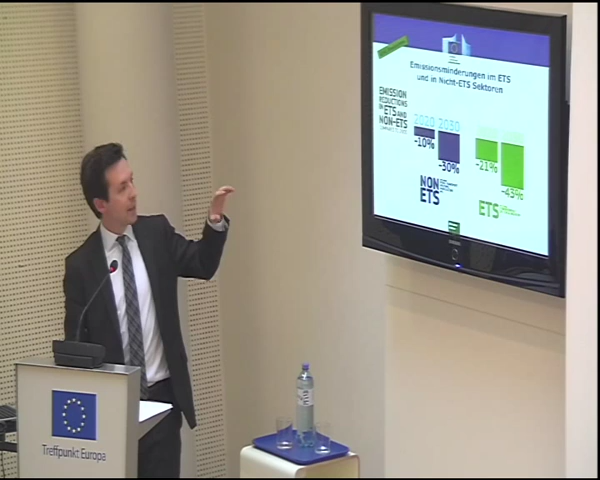 Emissionsminderungen im ETS
und in Nicht-ETS Sektoren
EMISSION
REDUCTIONS
IN ETS AND
NON-ETS
2020 2030
-10%
-30%
-21%
-43%
NON
ETS
ETS
SAMSUNG
Treffpunkt Europa